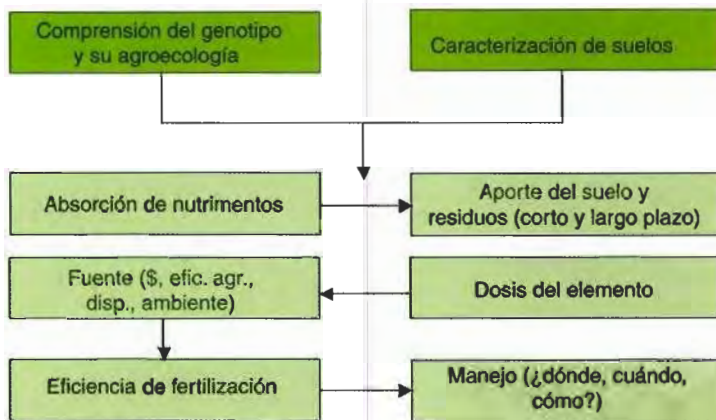 Comprensión del genotipo
y su agroecología
Caracterización de suelos
Absorción de nutrimentos
Aporte del suelo y
residuos (corto y largo plazo)
Fuente ($, efic. agr.,
disp., ambiente)
Dosis del elemento
Eficiencia de fertilización
Manejo (¿dónde, cuándo,
cómo?)